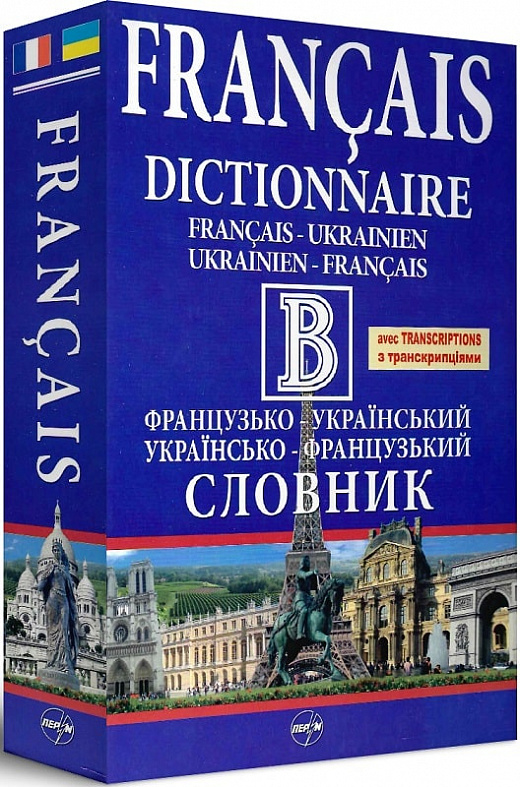 FRANÇAIS
FRANÇAIS
DICTIONNAIRE
FRANÇAIS - UKRAINIEN
UKRAINIEN - FRANÇAIS
B
avec TRANSCRIPTIONS
з транскрипціями
ФРАНЦУЗЬКО - УКРАЇНСЬКИЙ
УКРАЇНСЬКО - ФРАНЦУЗЬКИЙ
СЛОВНИК